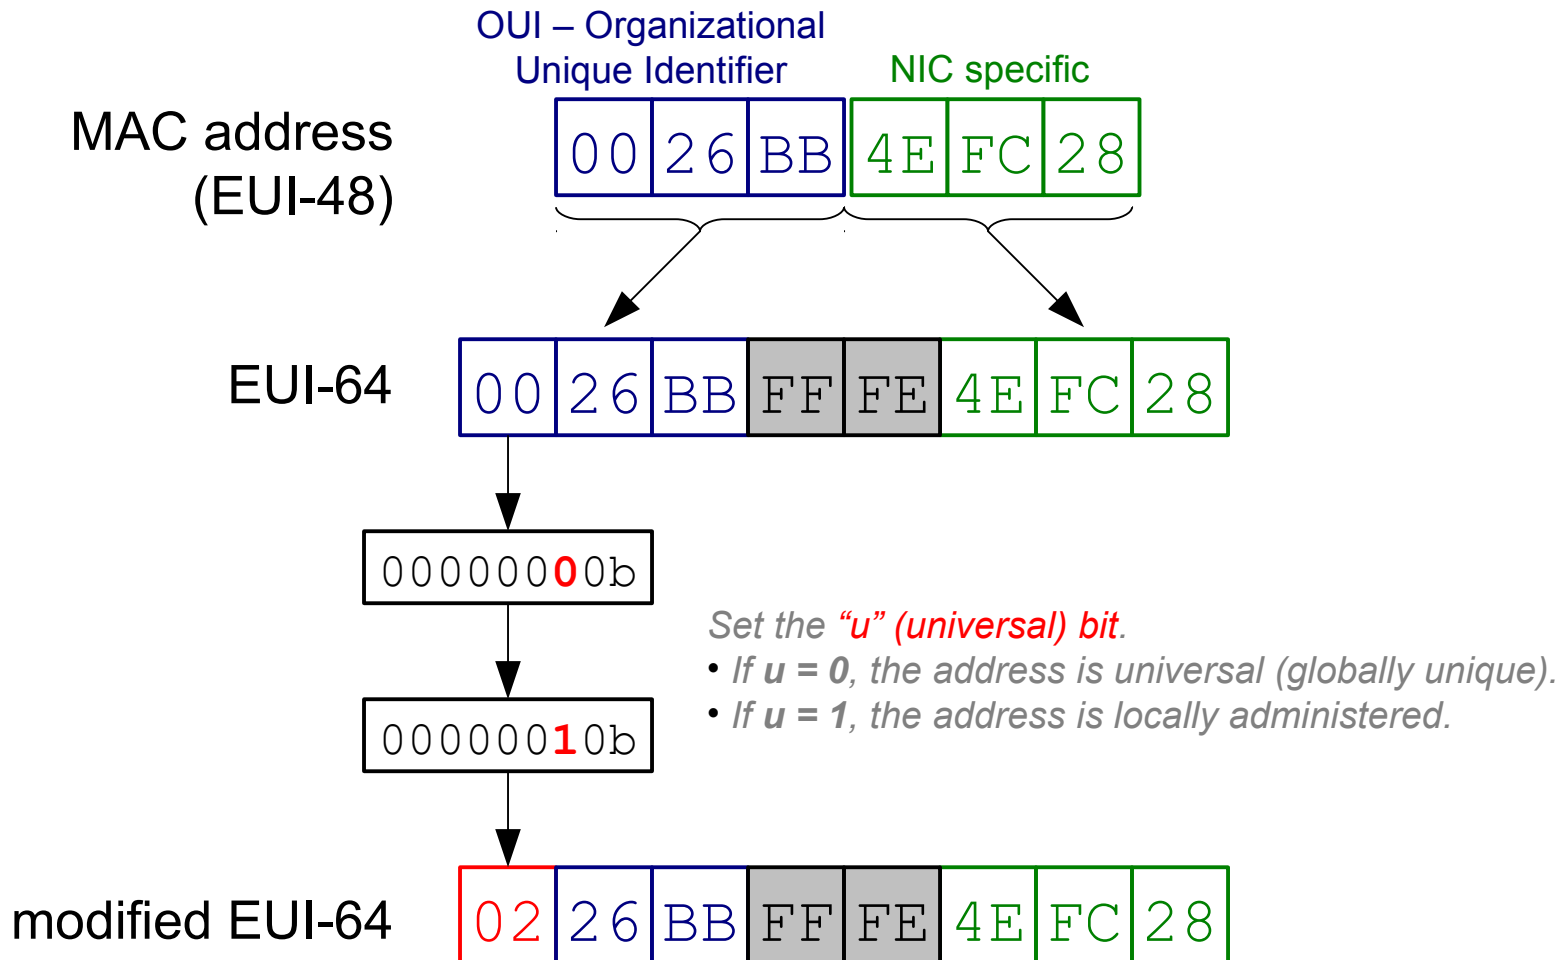 OUI – Organizational
Unique Identifier
NIC specific
MAC address
(EUI-48)
00 26 BB 4E FC 28
EUI-64
00 26 BB FF FE 4E FC 28
00000000b
Set the “u” (universal) bit.
• If u = 0, the address is universal (globally unique).
• If u = 1, the address is locally administered.
00000010b
modified EUI-64
02 26 BB FF FE 4E FC 28